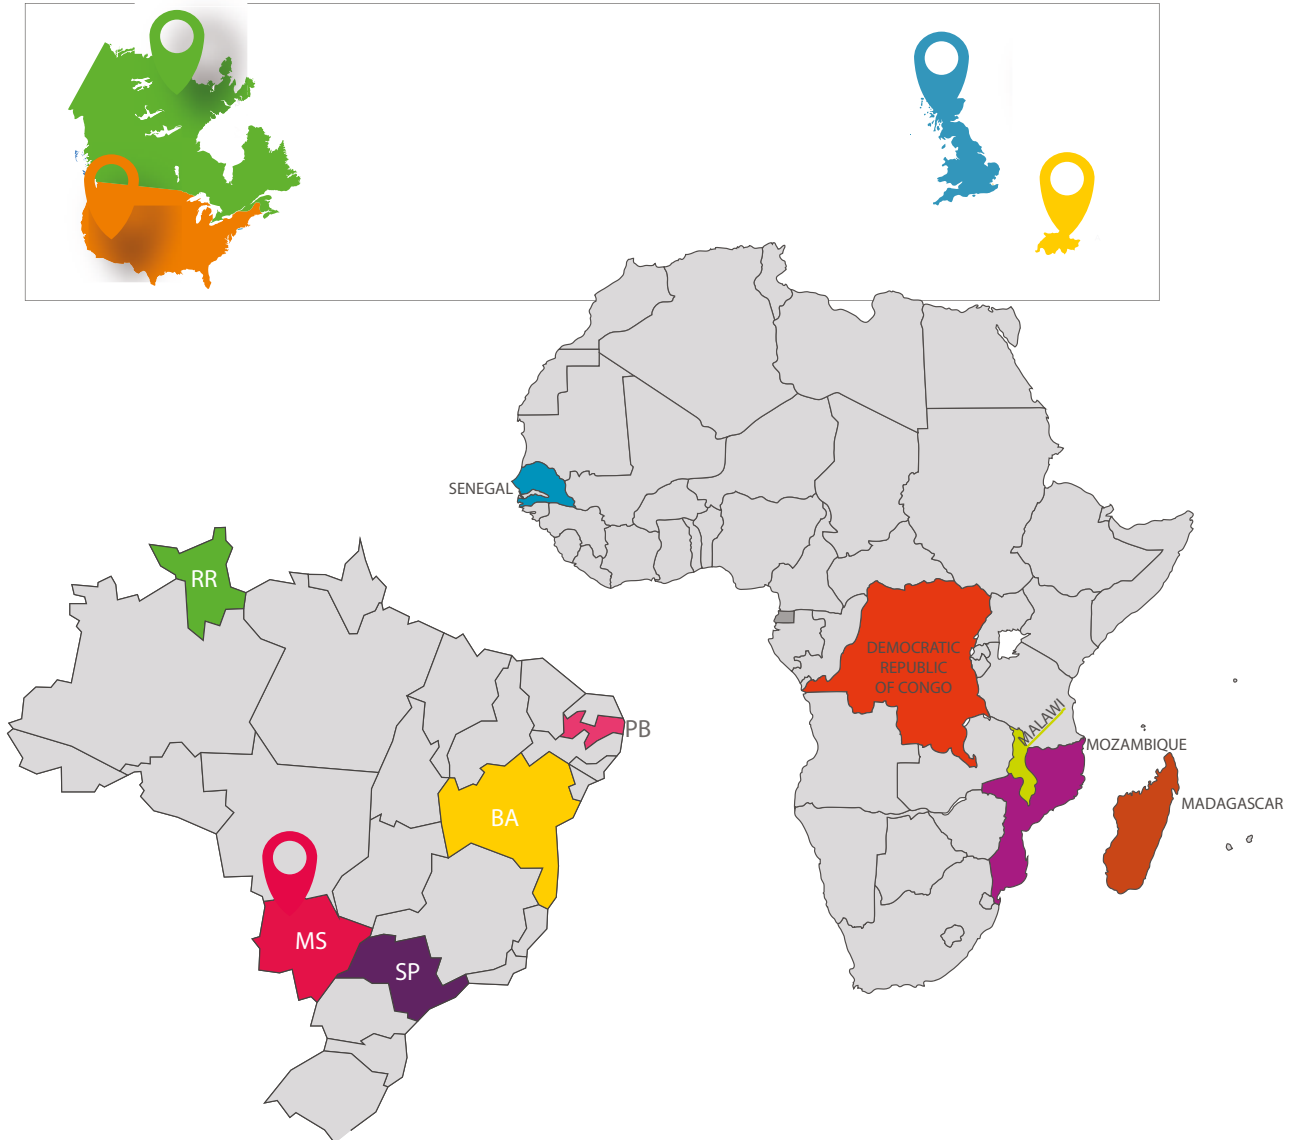 SENEGAL
RR
DEMOCRATIC
REPUBLIC
OF CONGO
MALAWI
PB
MOZAMBIQUE
MADAGASCAR
BA
MS
SP